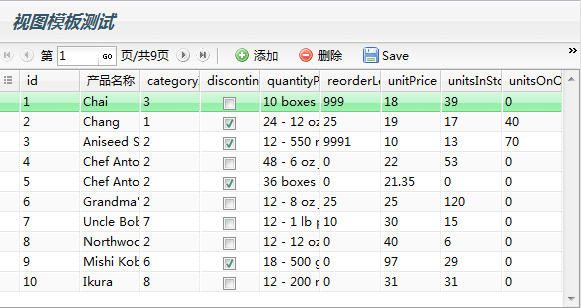 视图模板测试
第 1 GO 页/共9页 添加 删除 Save »
id 产品名称 category discontin quantityP reorderLe unitPrice unitsInSto unitsOnO
1 Chai 3 10 boxes 999 18 39 0
2 Chang 1 24 - 12 oz 25 19 17 40
3 Aniseed S 2 12 - 550 m 9991 10 13 70
4 Chef Anto 2 48 - 6 oz j 0 22 53 0
5 Chef Anto 2 36 boxes 0 21.35 0 0
6 Grandma' 2 12 - 8 oz j 25 25 120 0
7 Uncle Bob 7 12 - 1 lb p 10 30 15 0
8 Northwoo 2 12 - 12 oz 0 40 6 0
9 Mishi Kob 6 18 - 500 g 0 97 29 0
10 Ikura 8 12 - 200 m 0 31 31 0